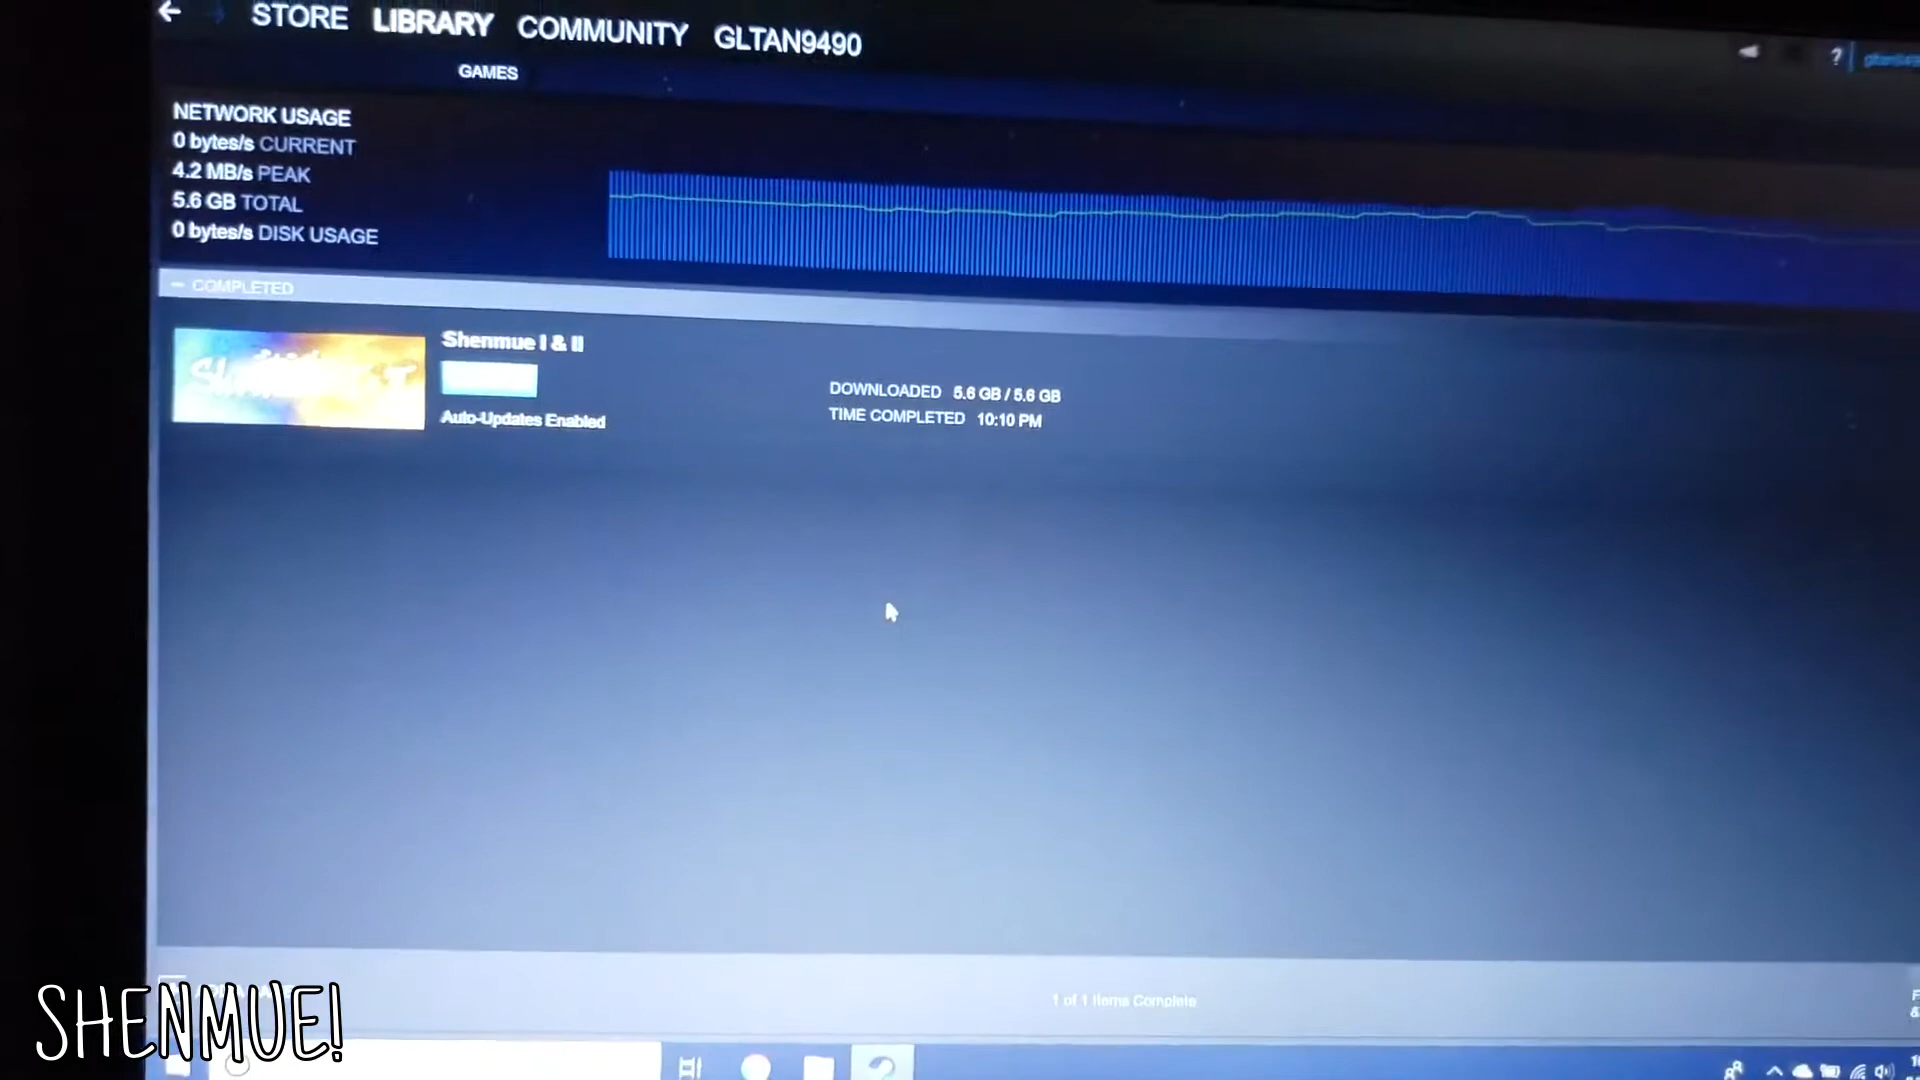 STORE LIBRARY COMMUNITY GLTAN9490
?
GAMES
NETWORK USAGE
0 bytes/s CURRENT
4.2 MB/s PEAK
5.6 GB TOTAL
0 bytes/s DISK USAGE
COMPLETED
Shenmue I & II
Auto-Updates Enabled
DOWNLOADED 5.6 GB / 5.6 GB
TIME COMPLETED 10:10 PM
1 of 1 Items Complete
SHENMUE!